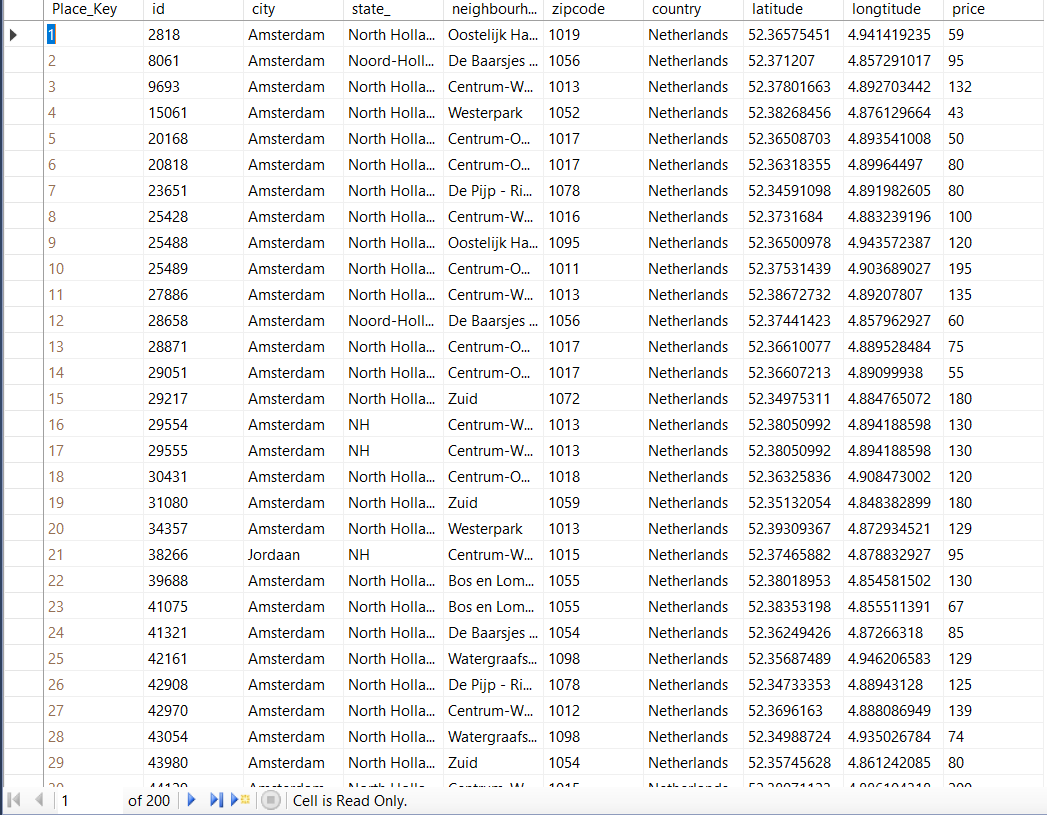 Place_Key id city state_ neighbourh... zipcode country latitude longtitude price
1 2818 Amsterdam North Holla... Oostelijk Ha... 1019 Netherlands 52.36575451 4.941419235 59
2 8061 Amsterdam Noord-Holl... De Baarsjes ... 1056 Netherlands 52.371207 4.857291017 95
3 9693 Amsterdam North Holla... Centrum-W... 1013 Netherlands 52.37801663 4.892703442 132
4 15061 Amsterdam North Holla... Westerpark 1052 Netherlands 52.38268456 4.876129664 43
5 20168 Amsterdam North Holla... Centrum-O... 1017 Netherlands 52.36508703 4.893541008 50
6 20818 Amsterdam North Holla... Centrum-O... 1017 Netherlands 52.36318355 4.89964497 80
7 23651 Amsterdam North Holla... De Pijp - Ri... 1078 Netherlands 52.34591098 4.891982605 80
8 25428 Amsterdam North Holla... Centrum-W... 1016 Netherlands 52.3731684 4.883239196 100
9 25488 Amsterdam North Holla... Oostelijk Ha... 1095 Netherlands 52.36500978 4.943572387 120
10 25489 Amsterdam North Holla... Centrum-O... 1011 Netherlands 52.37531439 4.903689027 195
11 27886 Amsterdam North Holla... Centrum-W... 1013 Netherlands 52.38672732 4.89207807 135
12 28658 Amsterdam Noord-Holl... De Baarsjes ... 1056 Netherlands 52.37441423 4.857962927 60
13 28871 Amsterdam North Holla... Centrum-O... 1017 Netherlands 52.36610077 4.889528484 75
14 29051 Amsterdam North Holla... Centrum-O... 1017 Netherlands 52.36607213 4.89099938 55
15 29217 Amsterdam North Holla... Zuid 1072 Netherlands 52.34975311 4.884765072 180
16 29554 Amsterdam NH Centrum-W... 1013 Netherlands 52.38050992 4.894188598 130
17 29555 Amsterdam NH Centrum-W... 1013 Netherlands 52.38050992 4.894188598 130
18 30431 Amsterdam North Holla... Centrum-O... 1018 Netherlands 52.36325836 4.908473002 120
19 31080 Amsterdam North Holla... Zuid 1059 Netherlands 52.35132054 4.848382899 180
20 34357 Amsterdam North Holla... Westerpark 1013 Netherlands 52.39309367 4.872934521 129
21 38266 Jordaan NH Centrum-W... 1015 Netherlands 52.37465882 4.878832927 95
22 39688 Amsterdam North Holla... Bos en Lom... 1055 Netherlands 52.38018953 4.854581502 130
23 41075 Amsterdam North Holla... Bos en Lom... 1055 Netherlands 52.38353198 4.855511391 67
24 41321 Amsterdam North Holla... De Baarsjes ... 1054 Netherlands 52.36249426 4.87266318 85
25 42161 Amsterdam North Holla... Watergraafs... 1098 Netherlands 52.35687489 4.946206583 129
26 42908 Amsterdam North Holla... De Pijp - Ri... 1078 Netherlands 52.34733353 4.88943128 125
27 42970 Amsterdam North Holla... Centrum-W... 1012 Netherlands 52.3696163 4.888086949 139
28 43054 Amsterdam North Holla... Watergraafs... 1098 Netherlands 52.34988724 4.935026784 74
29 43980 Amsterdam North Holla... Zuid 1054 Netherlands 52.35745628 4.861242085 80
1 of 200 Cell is Read Only.